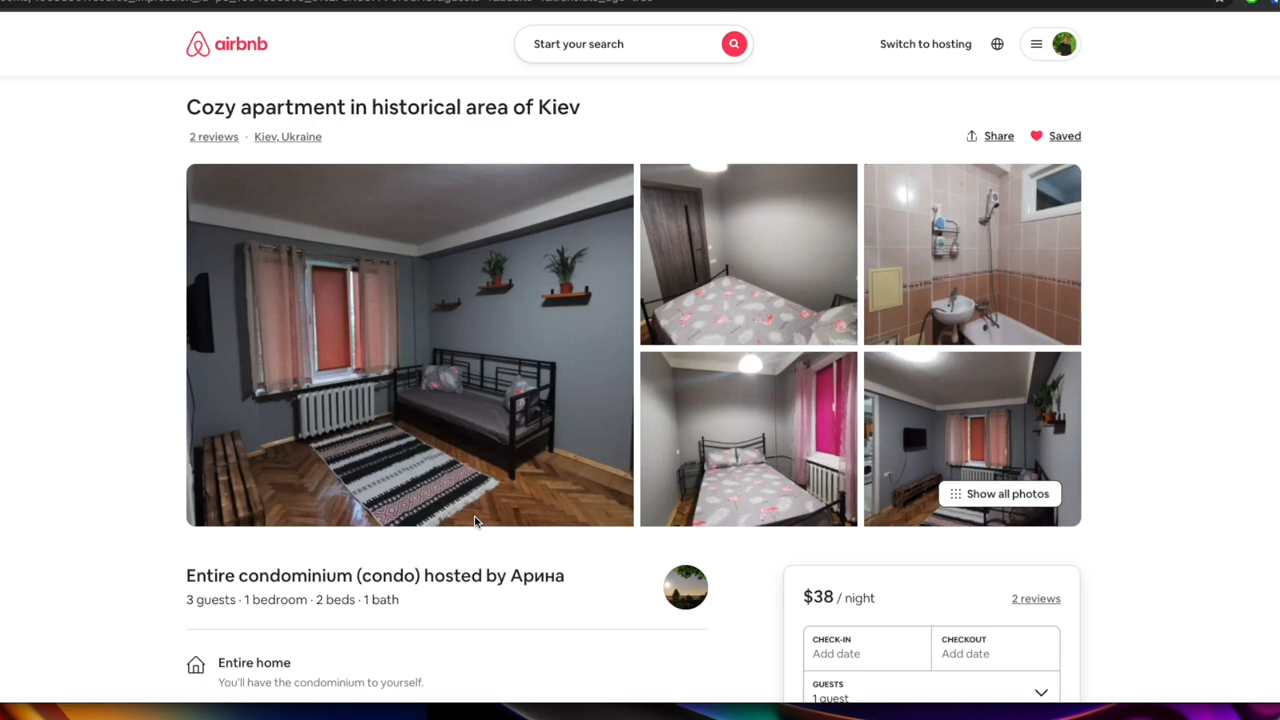 airbnb
Start your search
Switch to hosting
Cozy apartment in historical area of Kiev
2 reviews · Kiev, Ukraine
Share
Saved
Show all photos
Entire condominium (condo) hosted by Арина
3 guests · 1 bedroom · 2 beds · 1 bath
$38 / night
2 reviews
CHECK-IN
Add date
CHECKOUT
Add date
Entire home
You'll have the condominium to yourself.
GUESTS
1 guest